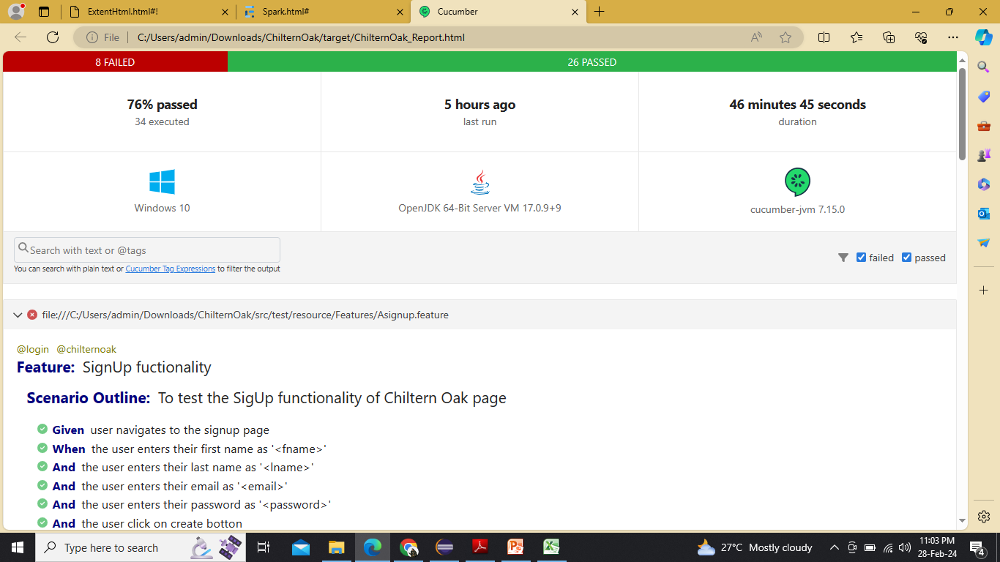 ExtentHtml.html#!
Spark.html#
Cucumber
File
C:/Users/admin/Downloads/ChilternOak/target/ChilternOak_Report.html
8 FAILED
26 PASSED
76% passed
34 executed
5 hours ago
last run
46 minutes 45 seconds
duration
Windows 10
OpenJDK 64-Bit Server VM 17.0.9+9
cucumber-jvm 7.15.0
Search with text or @tags
You can search with plain text or Cucumber Tag Expressions to filter the output
failed
passed
file:///C:/Users/admin/Downloads/ChilternOak/src/test/resource/Features/Asignup.feature
@login @chilternoak
Feature: SignUp fuctionality
Scenario Outline: To test the SigUp functionality of Chiltern Oak page
Given user navigates to the signup page
When the user enters their first name as '<fname>'
And the user enters their last name as '<lname>'
And the user enters their email as '<email>'
And the user enters their password as '<password>'
And the user click on create botton
Type here to search
27°C Mostly cloudy
11:03 PM
28-Feb-24
4